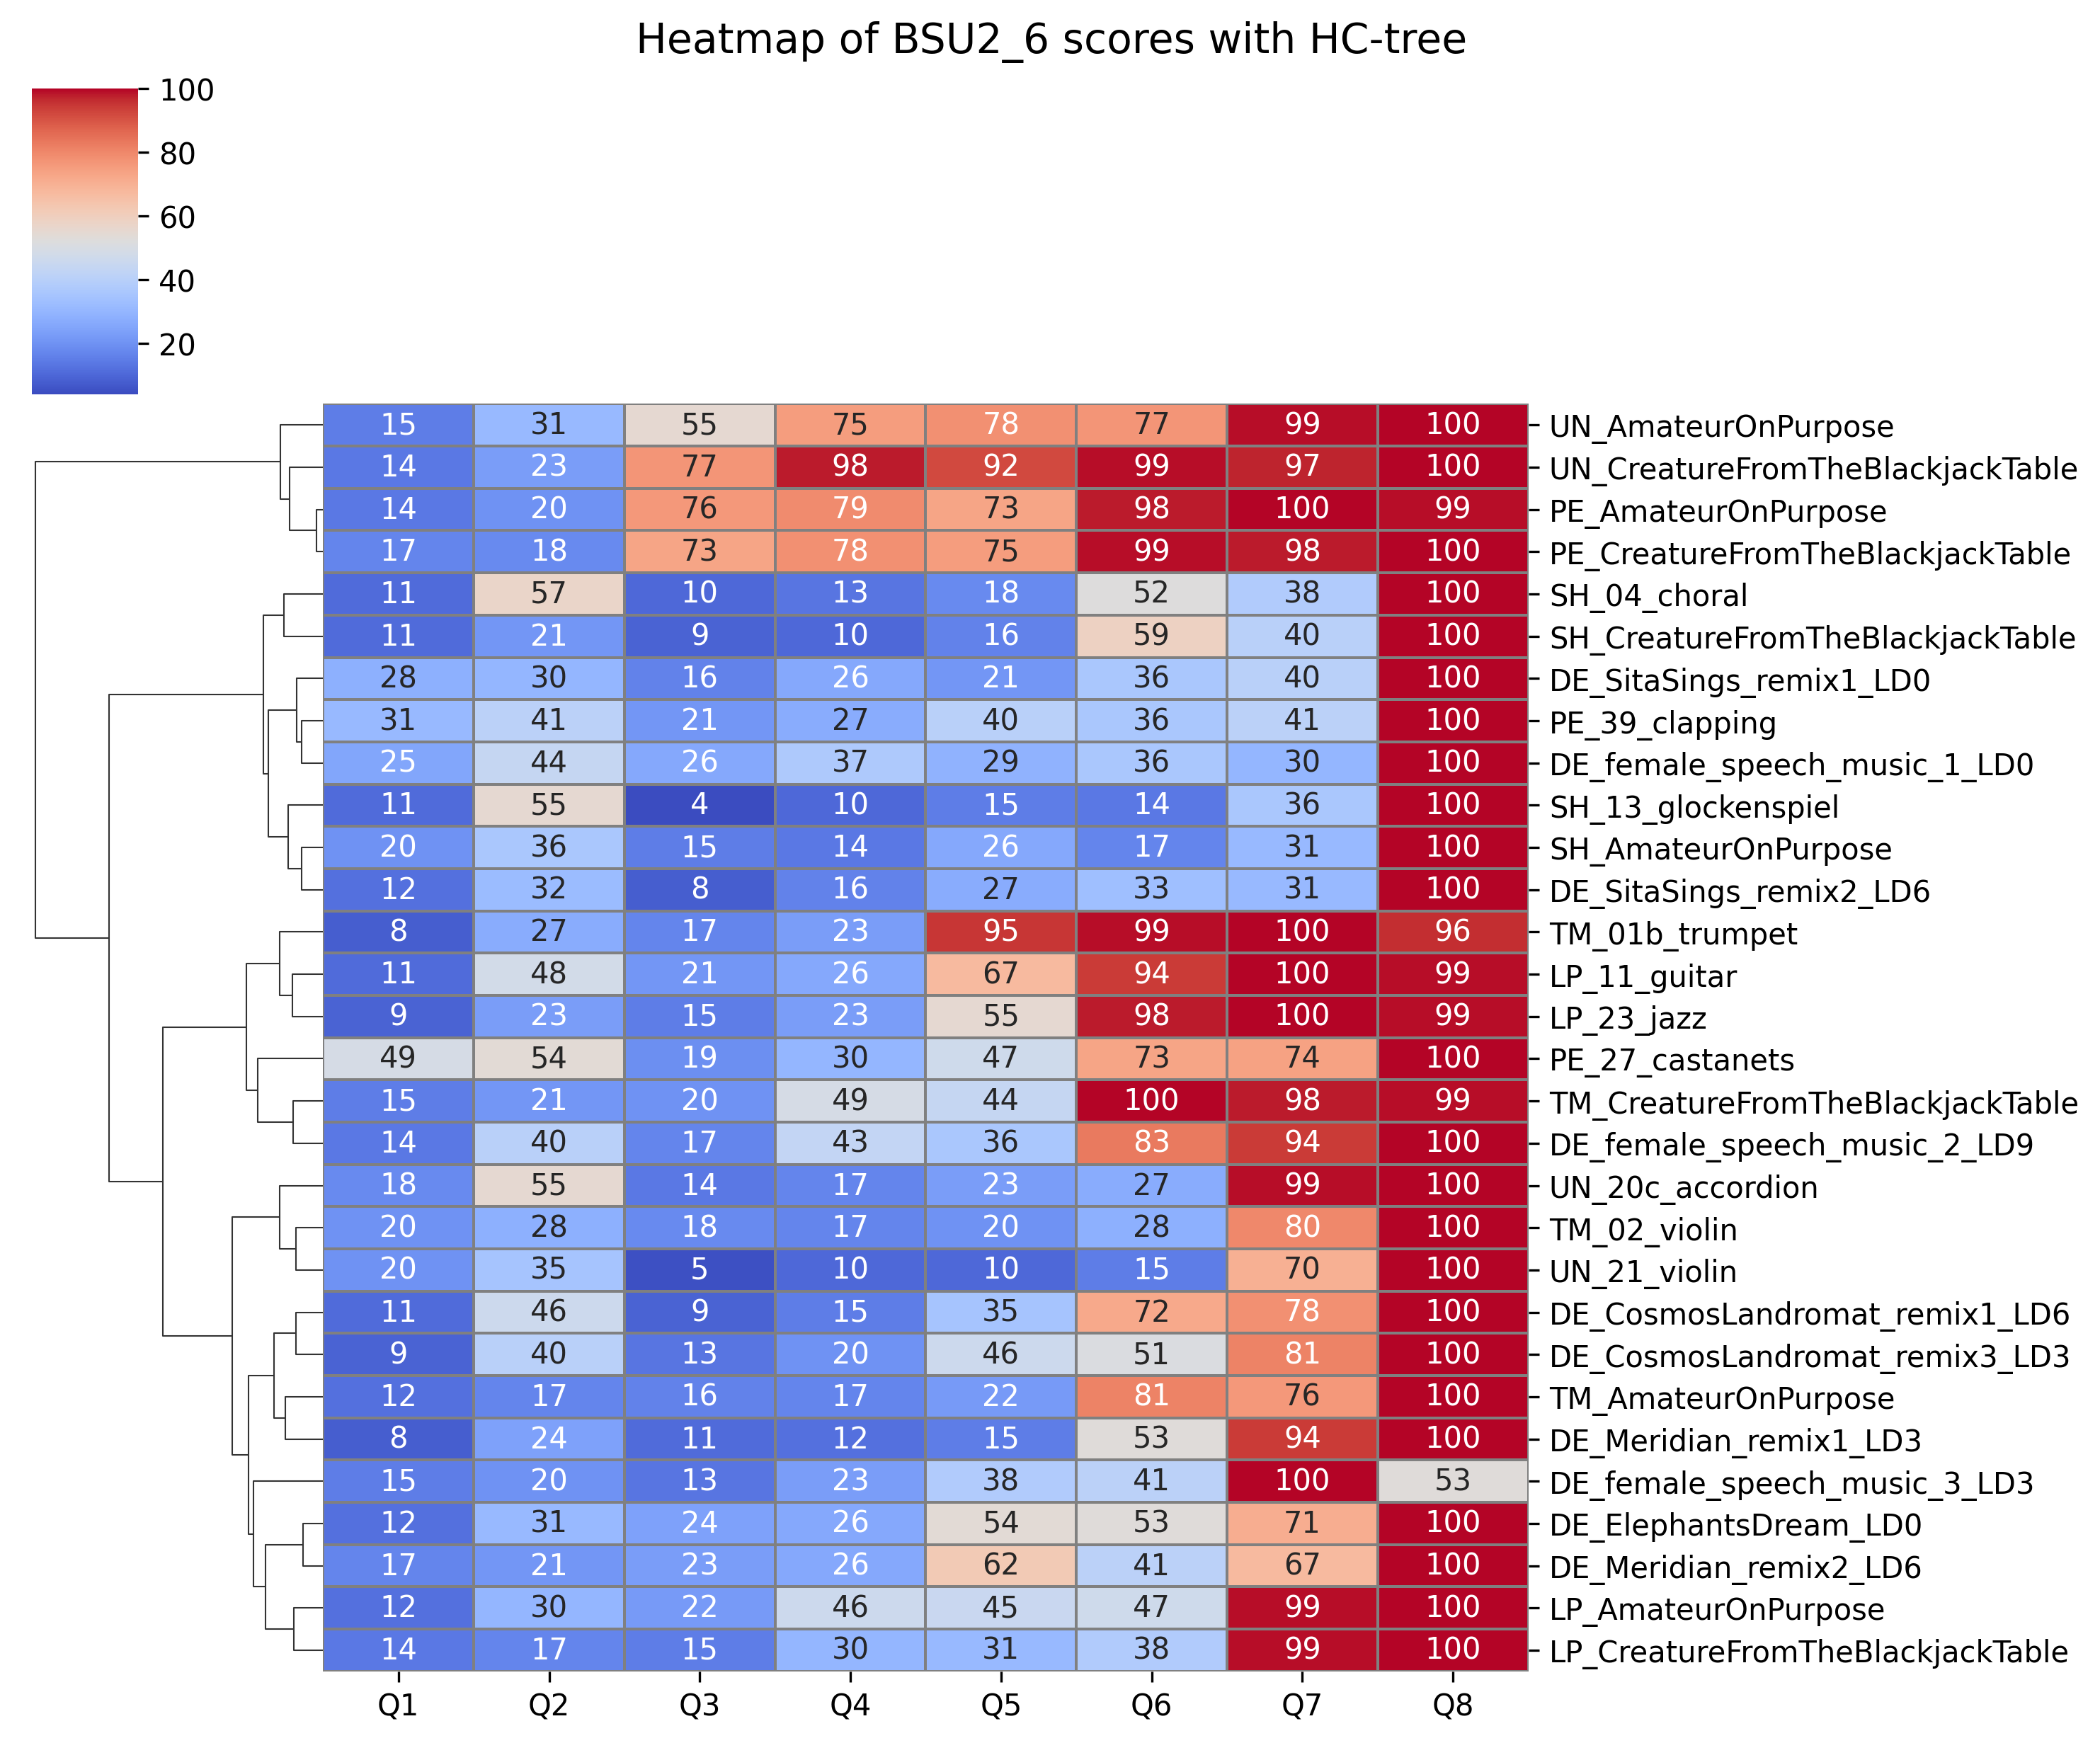 Heatmap of BSU2_6 scores with HC-tree
100
80
60
40
20
15 31 55 75 78 77 99 100 UN_AmateurOnPurpose
14 23 77 98 92 99 97 100 UN_CreatureFromTheBlackjackTable
14 20 76 79 73 98 100 99 PE_AmateurOnPurpose
17 18 73 78 75 99 98 100 PE_CreatureFromTheBlackjackTable
11 57 10 13 18 52 38 100 SH_04_choral
11 21 9 10 16 59 40 100 SH_CreatureFromTheBlackjackTable
28 30 16 26 21 36 40 100 DE_SitaSings_remix1_LD0
31 41 21 27 40 36 41 100 PE_39_clapping
25 44 26 37 29 36 30 100 DE_female_speech_music_1_LD0
11 55 4 10 15 14 36 100 SH_13_glockenspiel
20 36 15 14 26 17 31 100 SH_AmateurOnPurpose
12 32 8 16 27 33 31 100 DE_SitaSings_remix2_LD6
8 27 17 23 95 99 100 96 TM_01b_trumpet
11 48 21 26 67 94 100 99 LP_11_guitar
9 23 15 23 55 98 100 99 LP_23_jazz
49 54 19 30 47 73 74 100 PE_27_castanets
15 21 20 49 44 100 98 99 TM_CreatureFromTheBlackjackTable
14 40 17 43 36 83 94 100 DE_female_speech_music_2_LD9
18 55 14 17 23 27 99 100 UN_20c_accordion
20 28 18 17 20 28 80 100 TM_02_violin
20 35 5 10 10 15 70 100 UN_21_violin
11 46 9 15 35 72 78 100 DE_CosmosLandromat_remix1_LD6
9 40 13 20 46 51 81 100 DE_CosmosLandromat_remix3_LD3
12 17 16 17 22 81 76 100 TM_AmateurOnPurpose
8 24 11 12 15 53 94 100 DE_Meridian_remix1_LD3
15 20 13 23 38 41 100 53 DE_female_speech_music_3_LD3
12 31 24 26 54 53 71 100 DE_ElephantsDream_LD0
17 21 23 26 62 41 67 100 DE_Meridian_remix2_LD6
12 30 22 46 45 47 99 100 LP_AmateurOnPurpose
14 17 15 30 31 38 99 100 LP_CreatureFromTheBlackjackTable
Q1 Q2 Q3 Q4 Q5 Q6 Q7 Q8